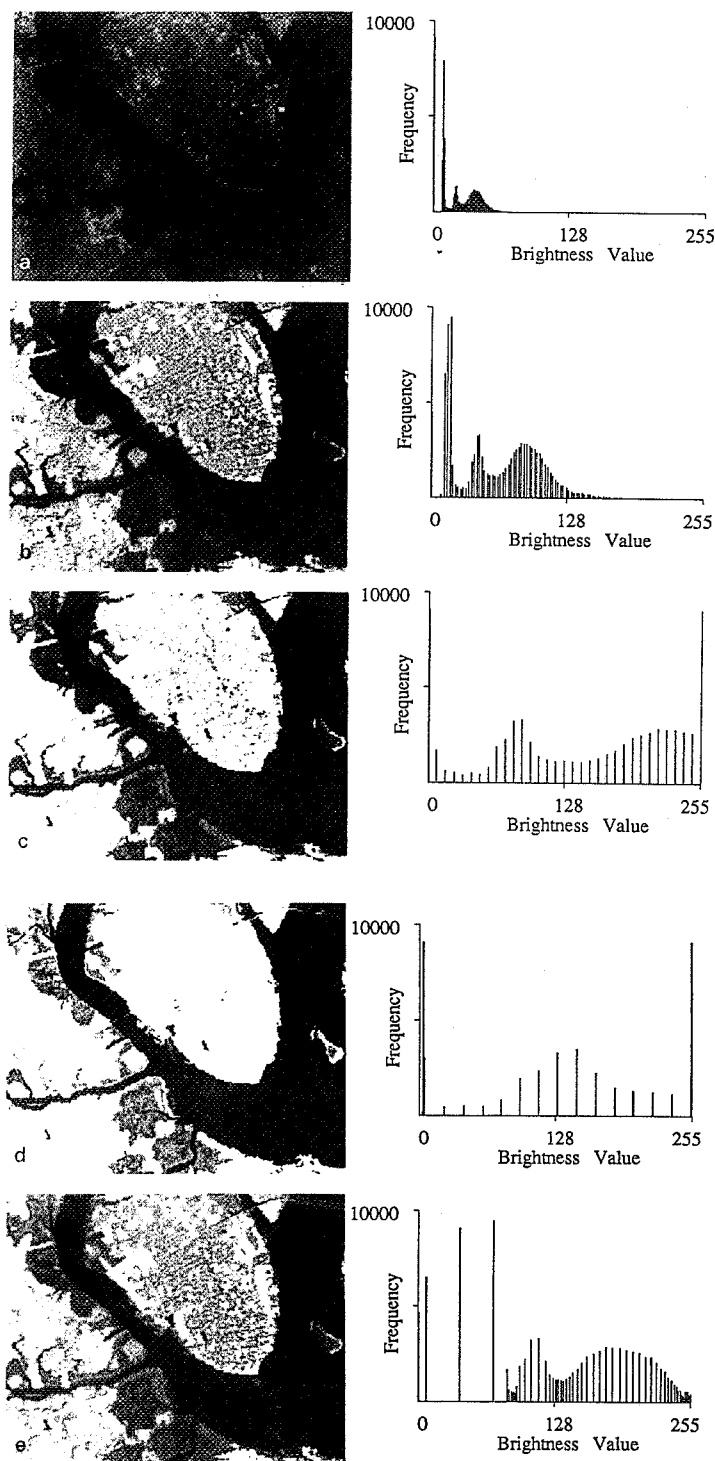 10000
Frequency
0 128 255
Brightness Value
a
10000
Frequency
0 128 255
Brightness Value
b
10000
Frequency
0 128 255
Brightness Value
c
10000
Frequency
0 128 255
Brightness Value
d
10000
Frequency
0 128 255
Brightness Value
e